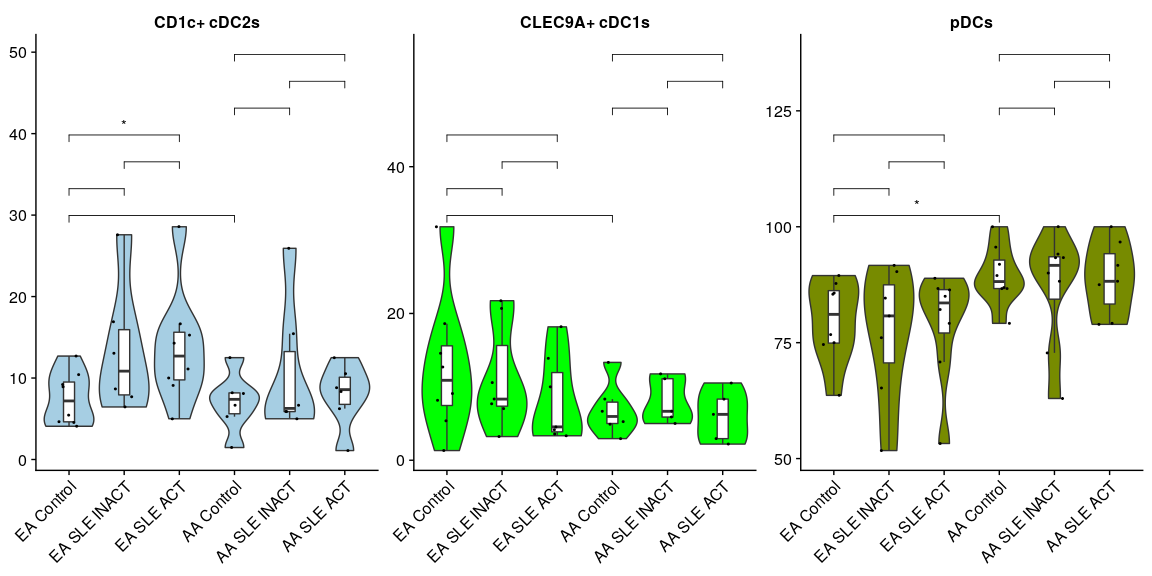 CD1c+ cDC2s
50
40
30
20
10
0
*
EA Control
EA SLE INACT
EA SLE ACT
AA Control
AA SLE INACT
AA SLE ACT
CLEC9A+ cDC1s
40
20
0
EA Control
EA SLE INACT
EA SLE ACT
AA Control
AA SLE INACT
AA SLE ACT
pDCs
125
100
75
50
*
EA Control
EA SLE INACT
EA SLE ACT
AA Control
AA SLE INACT
AA SLE ACT